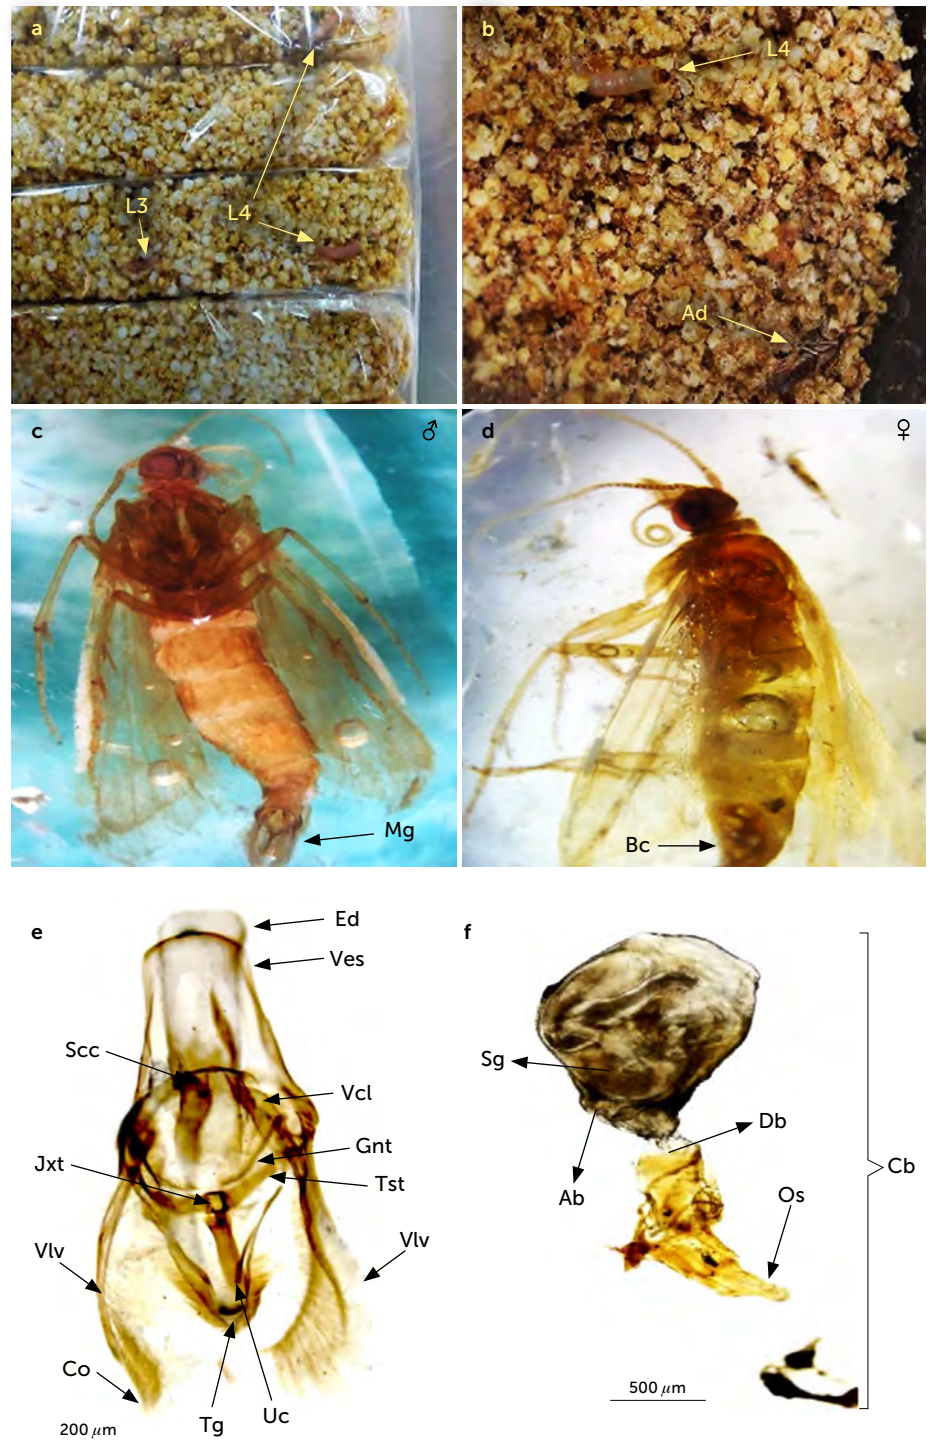 a
L4
L3
L4
b
L4
Ad
c
♂
Mg
d
♀
Bc
e
Ed
Ves
Scc
Vcl
Gnt
Jxt
Tst
Vlv
Vlv
Co
Tg
Uc
200 μm
f
Sg
Db
Ab
Os
Cb
500 μm